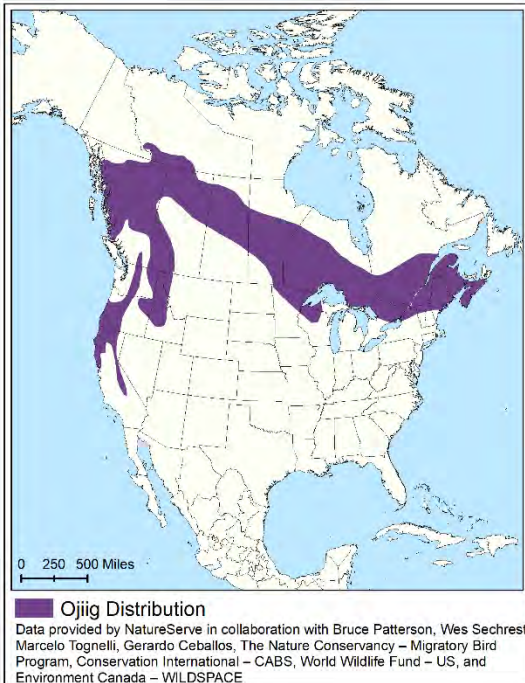 0 250 500 Miles
Ojiig Distribution
Data provided by NatureServe in collaboration with Bruce Patterson, Wes Sechrest
Marcelo Tognelli, Gerardo Ceballos, The Nature Conservancy – Migratory Bird
Program, Conservation International – CABS, World Wildlife Fund – US, and
Environment Canada – WILDSPACE